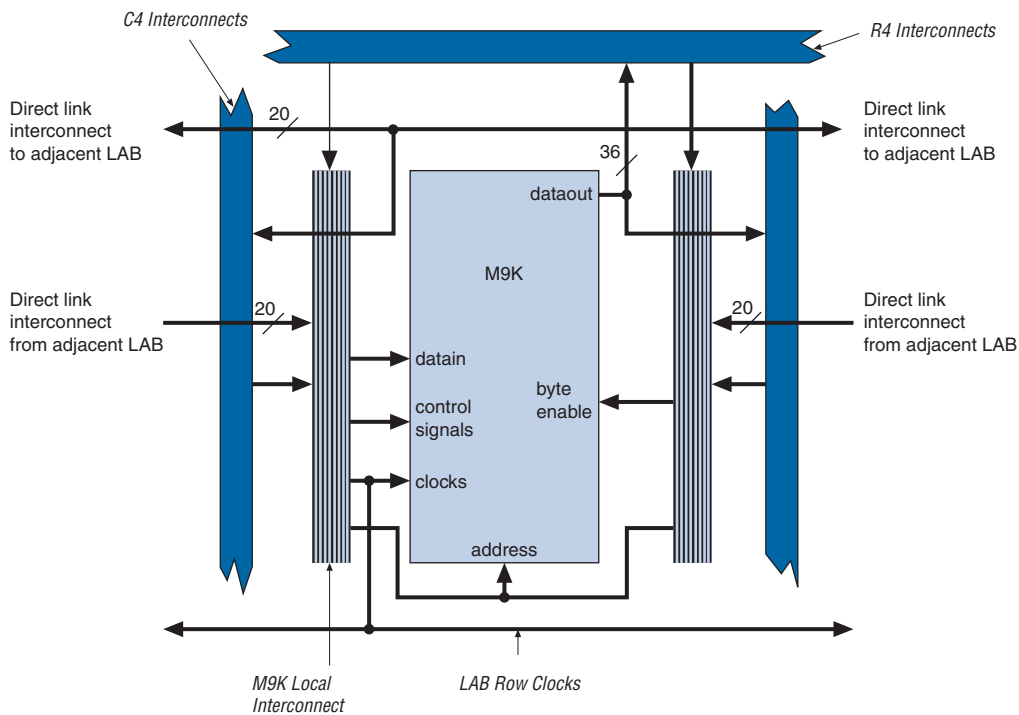 C4 Interconnects
R4 Interconnects
Direct link
interconnect
to adjacent LAB
20
Direct link
interconnect
to adjacent LAB
36
dataout
M9K
Direct link
interconnect
from adjacent LAB
20
20
Direct link
interconnect
from adjacent LAB
datain
control
signals
byte
enable
clocks
address
M9K Local
Interconnect
LAB Row Clocks